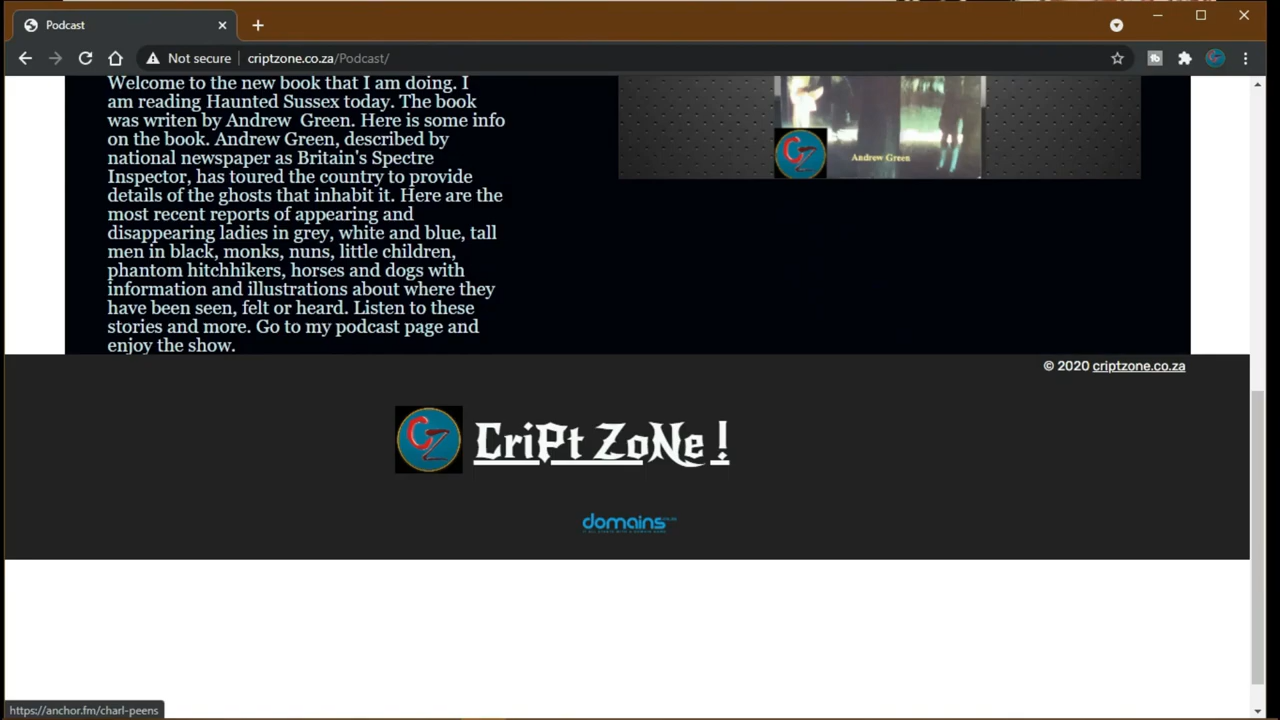 Podcast
Not secure
criptzone.co.za/Podcast/
Welcome to the new book that I am doing. I
am reading Haunted Sussex today. The book
was writen by Andrew Green. Here is some info
on the book. Andrew Green, described by
national newspaper as Britain's Spectre
Inspector, has toured the country to provide
details of the ghosts that inhabit it. Here are the
most recent reports of appearing and
disappearing ladies in grey, white and blue, tall
men in black, monks, nuns, little children,
phantom hitchhikers, horses and dogs with
information and illustrations about where they
have been seen, felt or heard. Listen to these
stories and more. Go to my podcast page and
enjoy the show.
CZ
Andrew Green
© 2020 criptzone.co.za
CZ
CriPt ZoNe !
domains
https://anchor.fm/charl-peens